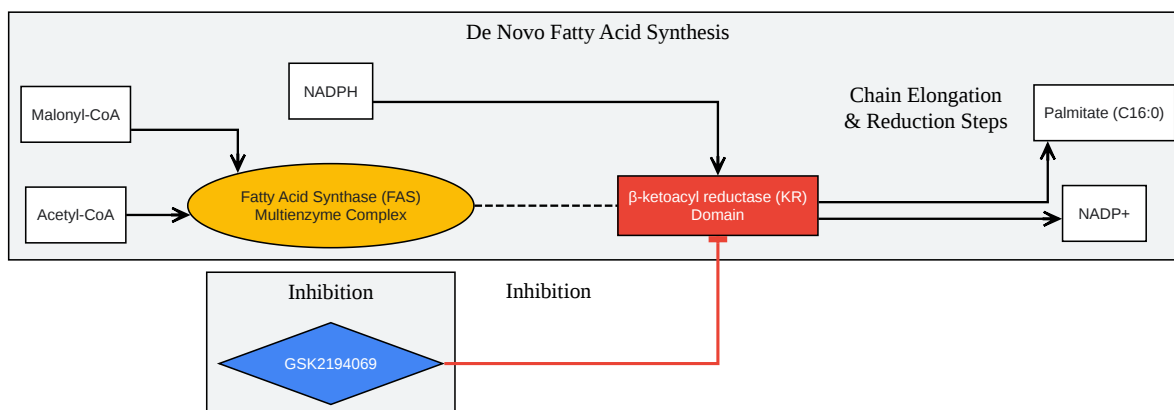 De Novo Fatty Acid Synthesis
NADPH
Malonyl-CoA
Chain Elongation
& Reduction Steps
Palmitate (C16:0)
Acetyl-CoA
Fatty Acid Synthase (FAS)
Multienzyme Complex
β-ketoacyl reductase (KR)
Domain
NADP+
Inhibition
Inhibition
GSK2194069